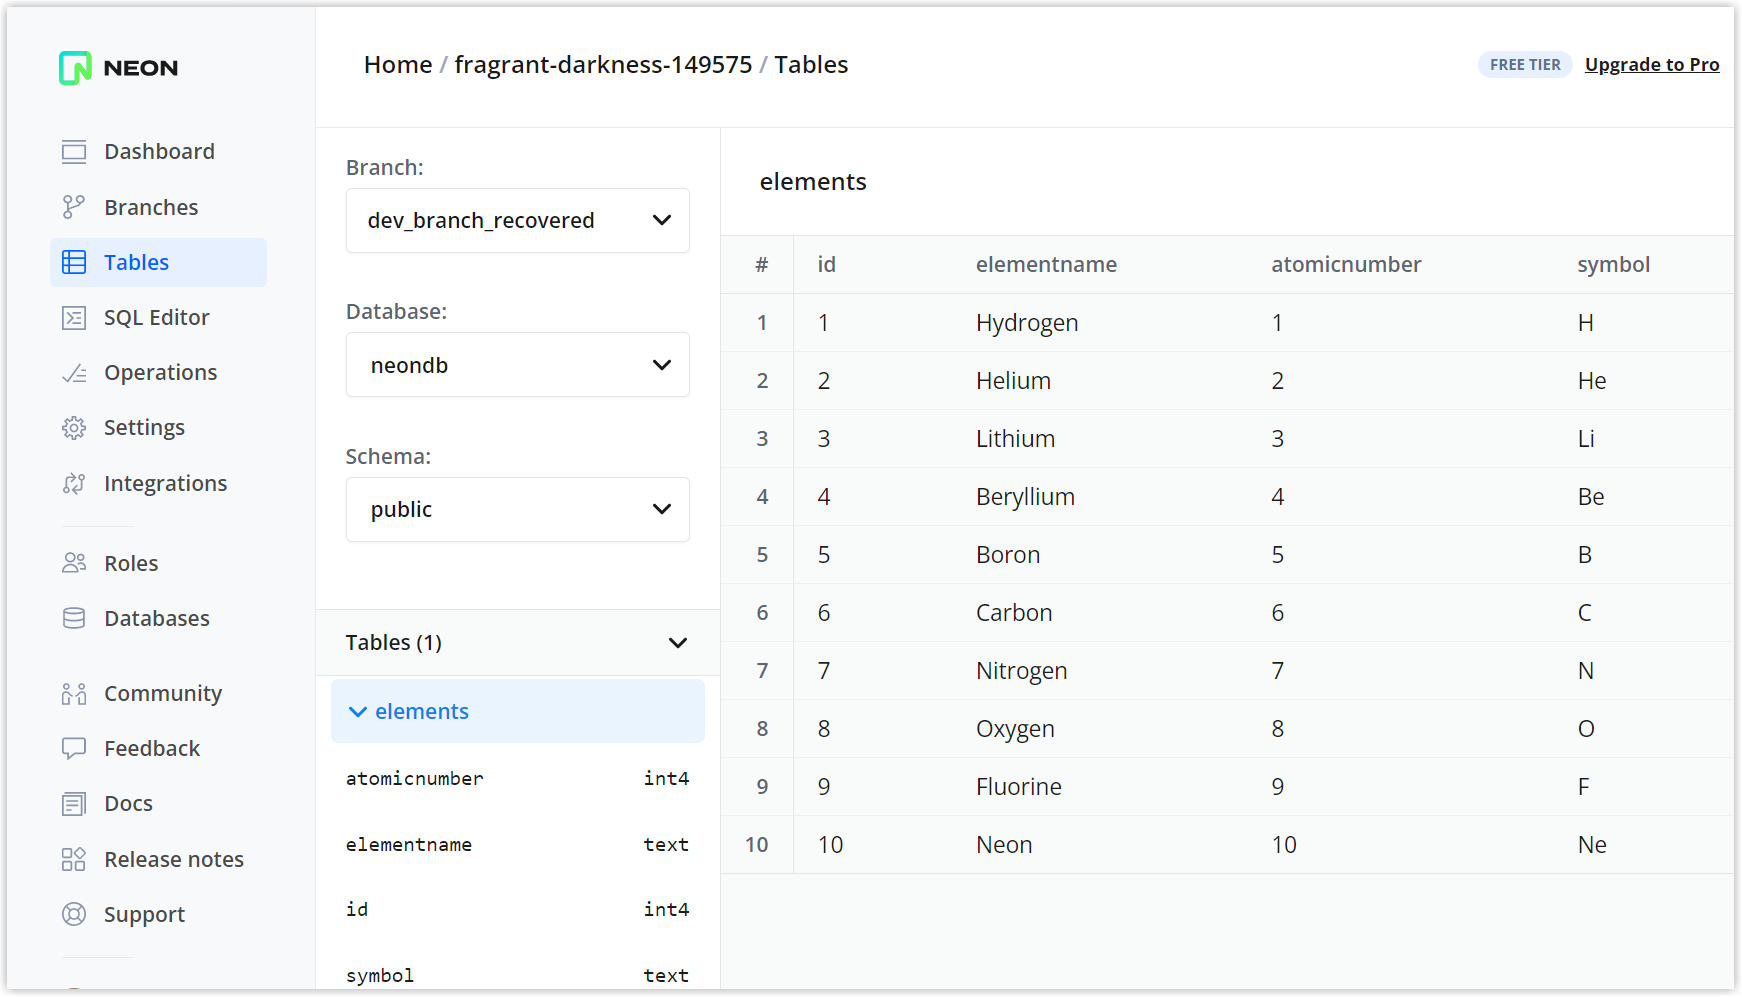 NEON
Home / fragrant-darkness-149575 / Tables
FREE TIER
Upgrade to Pro
Dashboard
Branches
Tables
SQL Editor
Operations
Settings
Integrations
Roles
Databases
Community
Feedback
Docs
Release notes
Support
Branch:
dev_branch_recovered
Database:
neondb
Schema:
public
Tables (1)
elements
atomicnumber int4
elementname text
id int4
symbol text
elements
# id elementname atomicnumber symbol
1 1 Hydrogen 1 H
2 2 Helium 2 He
3 3 Lithium 3 Li
4 4 Beryllium 4 Be
5 5 Boron 5 B
6 6 Carbon 6 C
7 7 Nitrogen 7 N
8 8 Oxygen 8 O
9 9 Fluorine 9 F
10 10 Neon 10 Ne